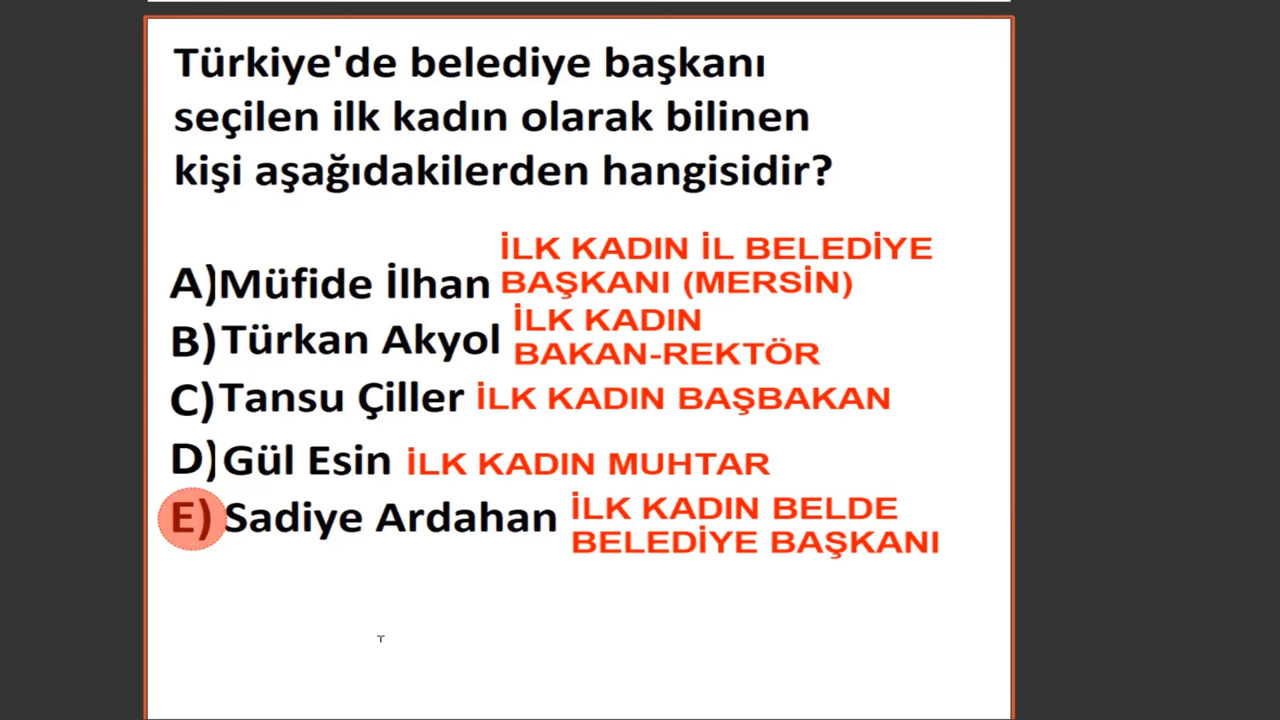 Türkiye'de belediye başkanı
seçilen ilk kadın olarak bilinen
kişi aşağıdakilerden hangisidir?
A) Müfide İlhan İLK KADIN İL BELEDİYE
BAŞKANI (MERSİN)
B) Türkan Akyol İLK KADIN
BAKAN-REKTÖR
C) Tansu Çiller İLK KADIN BAŞBAKAN
D) Gül Esin İLK KADIN MUHTAR
E) Sadiye Ardahan İLK KADIN BELDE
BELEDİYE BAŞKANI